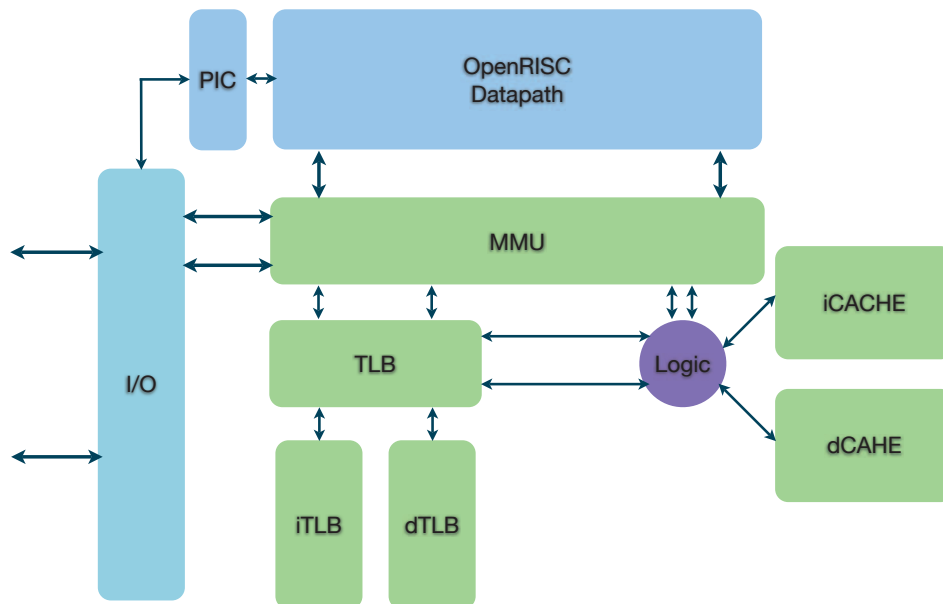 PIC
OpenRISC
Datapath
MMU
iCACHE
TLB
Logic
I/O
dCAHE
iTLB
dTLB